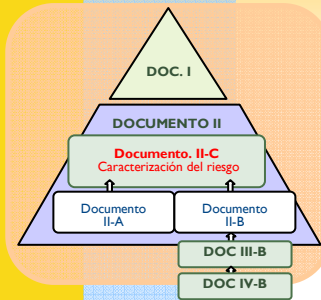 DOC. I
DOCUMENTO II
Documento. II-C
Caracterización del riesgo
Documento
II-A
Documento
II-B
DOC III-B
DOC IV-B